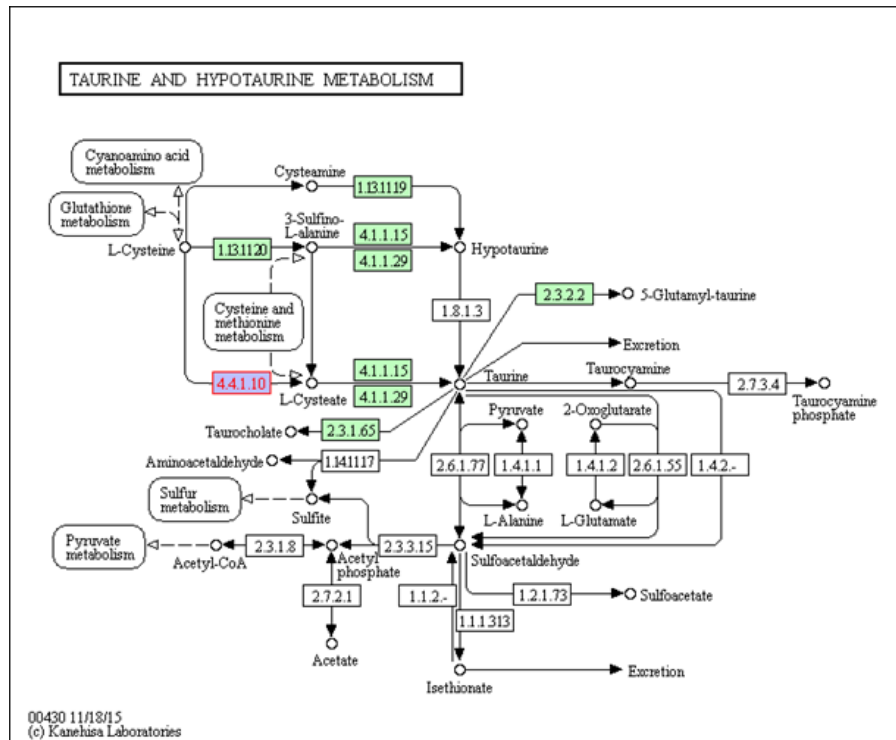 TAURINE AND HYPOTAURINE METABOLISM
Cyanoamino acid
metabolism
Cysteamine
1.13.11.19
Glutathione
metabolism
3-Sulfino-
L-alanine
4.1.1.15
L-Cysteine
1.13.11.20
Hypotaurine
4.1.1.29
Cysteine and
methionine
metabolism
1.8.1.3
2.3.2.2
5-Glutamyl-taurine
Excretion
4.1.1.15
Taurine
Taurocyamine
4.4.1.10
2.7.3.4
L-Cysteate
4.1.1.29
Taurocyamine
phosphate
Pyruvate
2-Oxoglutarate
Taurocholate
2.3.1.65
Aminoacetaldehyde
1.14.11.17
2.6.1.77
1.4.1.1
1.4.1.2
2.6.1.55
1.4.2.-
Sulfur
metabolism
Sulfite
L-Alanine
L-Glutamate
Pyruvate
metabolism
2.3.1.8
2.3.3.15
Acetyl-CoA
Acetyl
phosphate
Sulfoacetaldehyde
2.7.2.1
1.1.2.-
1.2.1.73
Sulfoacetate
1.1.1.313
Acetate
Excretion
Isethionate
00430 11/18/15
(c) Kanehisa Laboratories